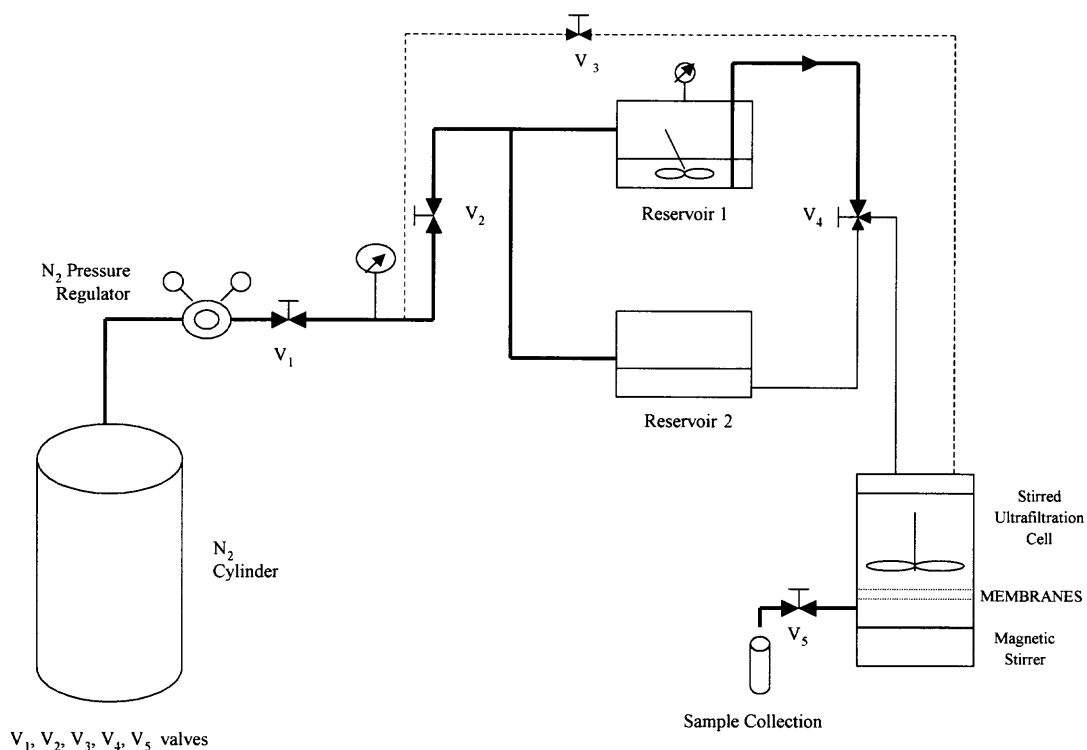 V3
Reservoir 1
V2
V4
N2 Pressure
Regulator
V1
Reservoir 2
N2
Cylinder
Stirred
Ultrafiltration
Cell
MEMBRANES
V5
Magnetic
Stirrer
Sample Collection
V1, V2, V3, V4, V5 valves